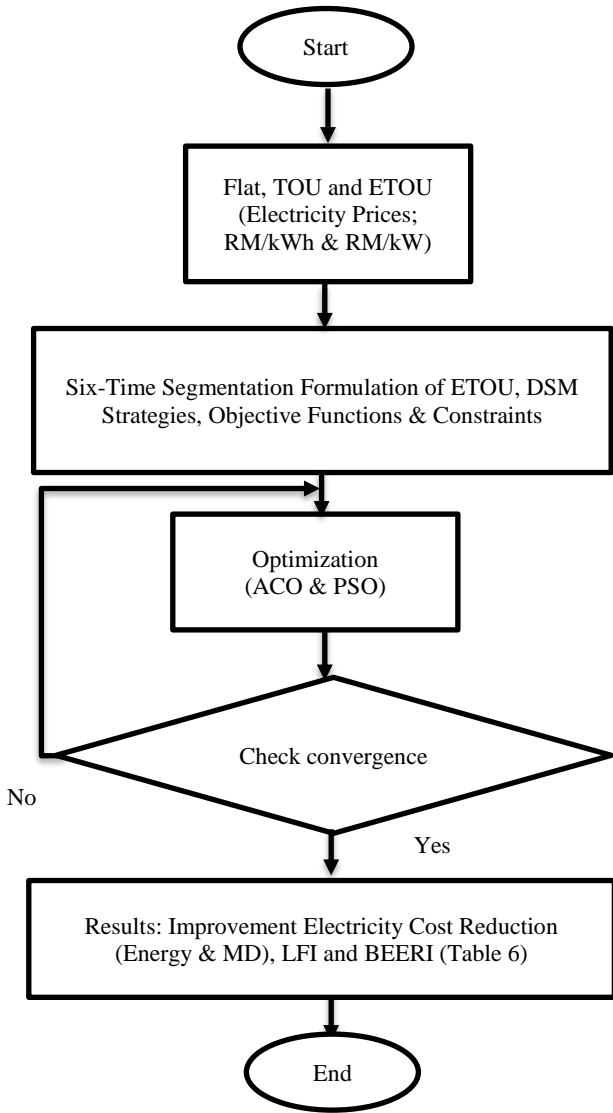 Start
Flat, TOU and ETOU
(Electricity Prices;
RM/kWh & RM/kW)
Six-Time Segmentation Formulation of ETOU, DSM
Strategies, Objective Functions & Constraints
Optimization
(ACO & PSO)
Check convergence
No
Yes
Results: Improvement Electricity Cost Reduction
(Energy & MD), LFI and BEERI (Table 6)
End